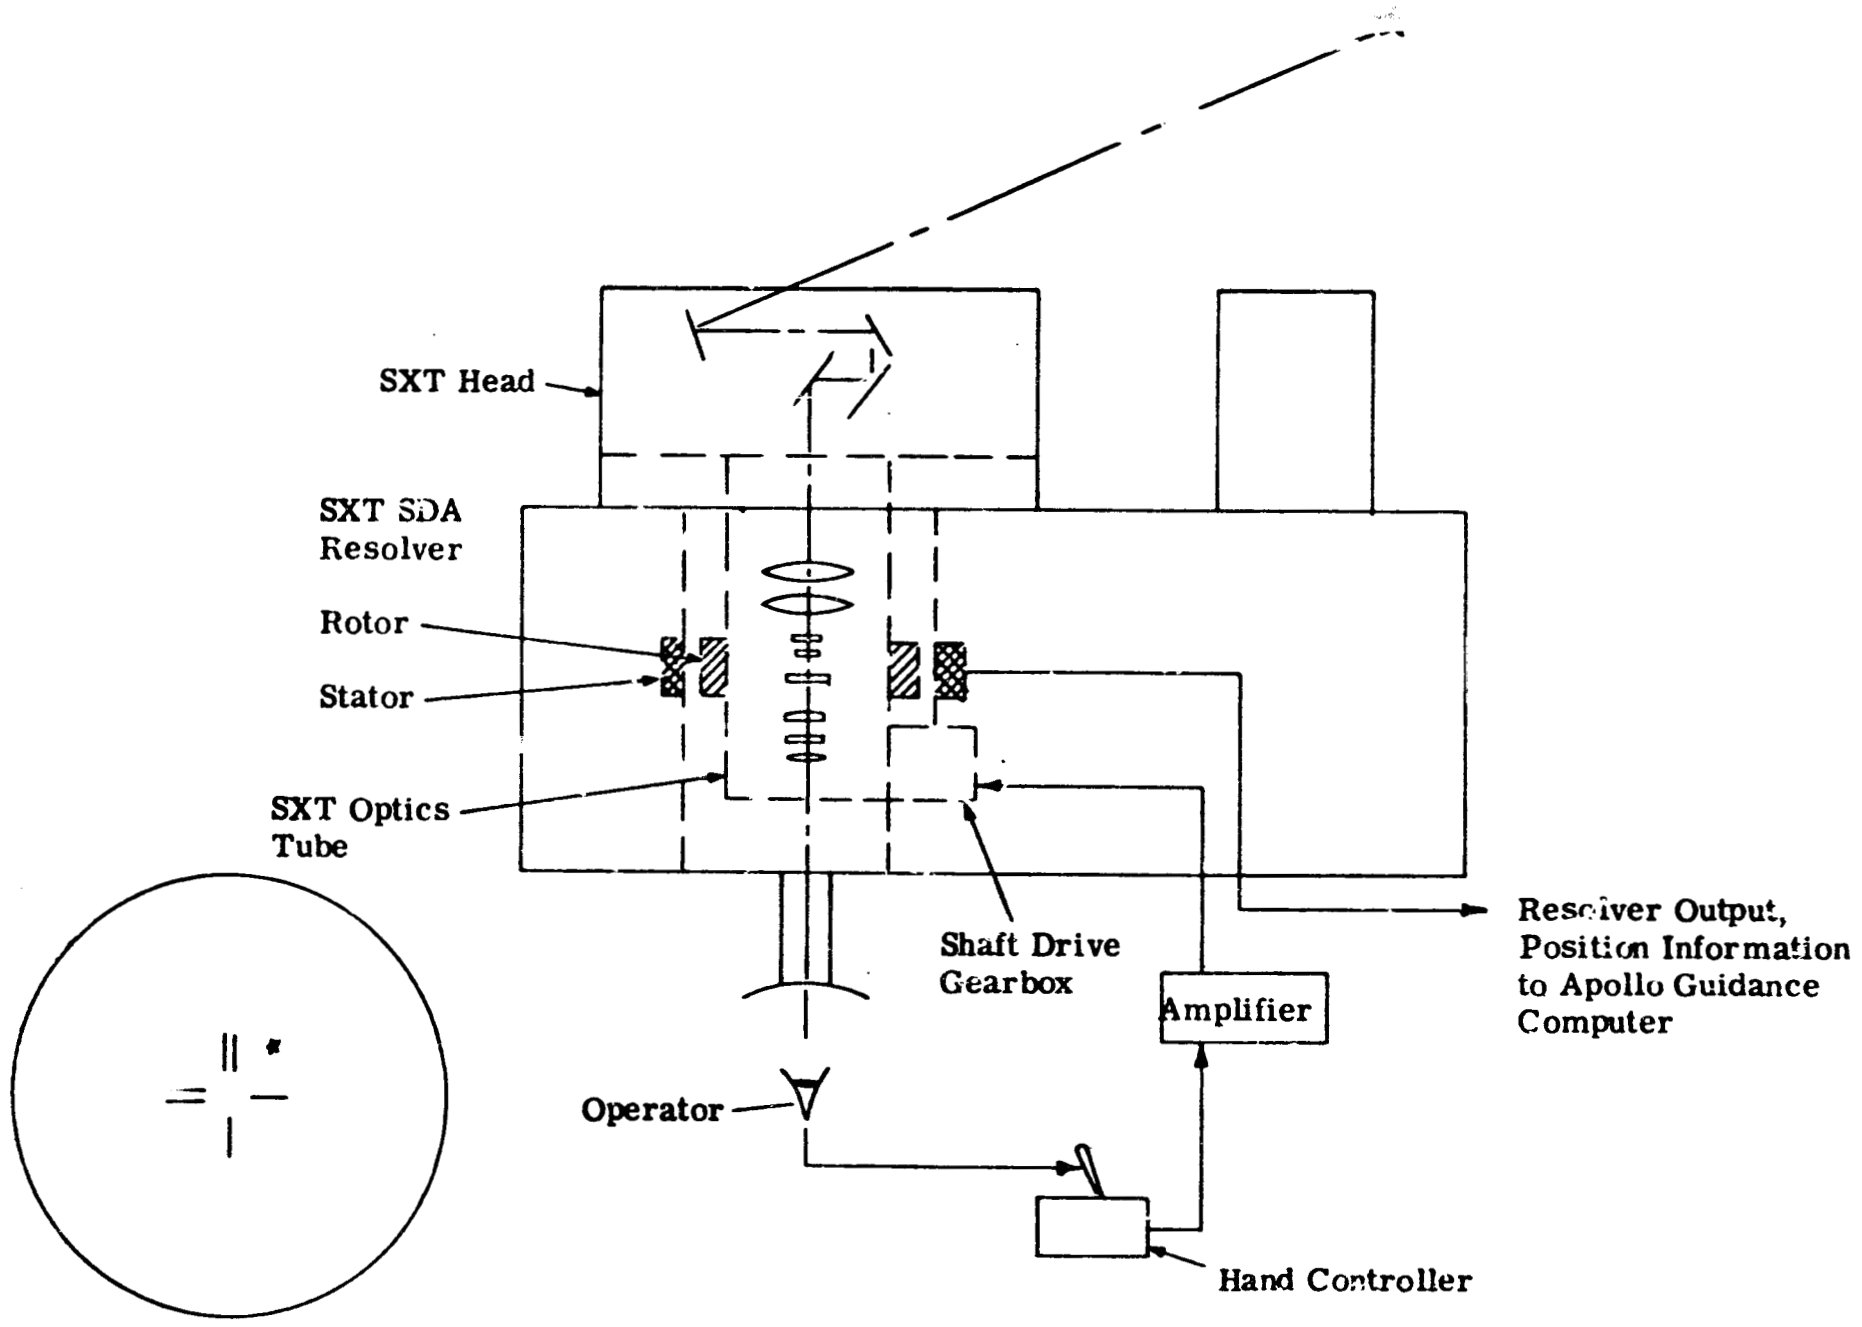 SXT Head
SXT SDA
Resolver
Rotor
Stator
SXT Optics
Tube
Shaft Drive
Gearbox
Resolver Output,
Position Information
to Apollo Guidance
Computer
Amplifier
Operator
Hand Controller